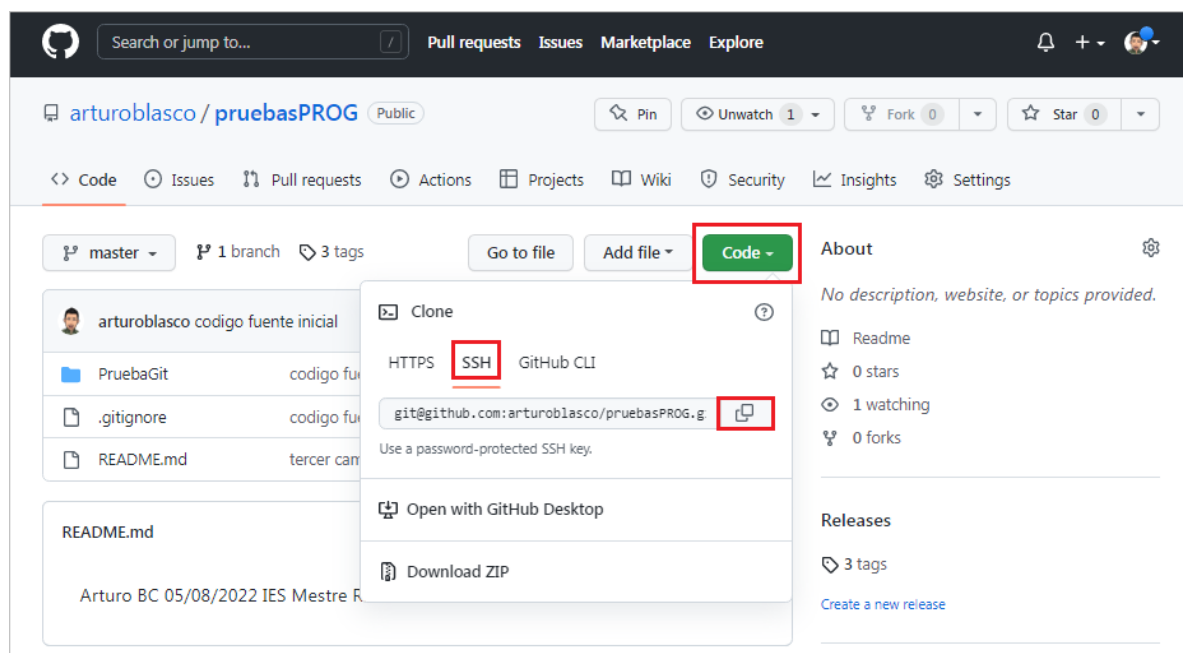 Search or jump to... /
Pull requests Issues Marketplace Explore
arturoblasco / pruebasPROG Public
Pin Unwatch 1 Fork 0 Star 0
Code Issues Pull requests Actions Projects Wiki Security Insights Settings
master 1 branch 3 tags Go to file Add file Code
arturoblasco codigo fuente inicial
PruebaGit codigo fu
.gitignore codigo fu
README.md tercer cam
Clone
HTTPS SSH GitHub CLI
git@github.com:arturoblasco/pruebasPROG.g
Use a password-protected SSH key.
Open with GitHub Desktop
Download ZIP
README.md
Arturo BC 05/08/2022 IES Mestre R
About
No description, website, or topics provided.
Readme
0 stars
1 watching
0 forks
Releases
3 tags
Create a new release